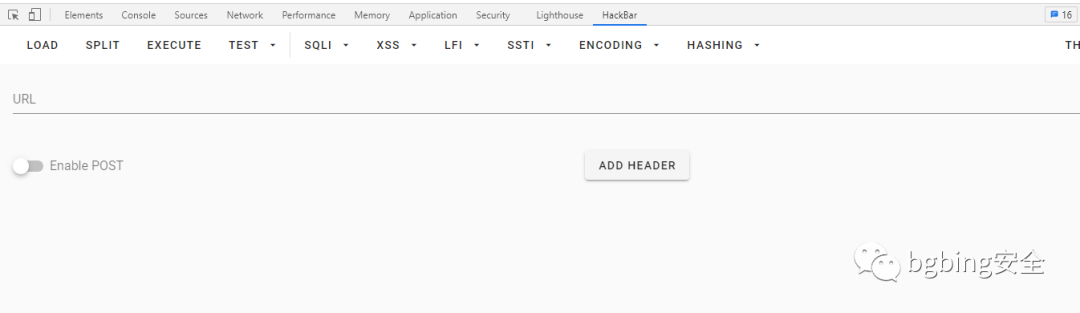 Elements Console Sources Network Performance Memory Application Security Lighthouse HackBar 16
LOAD SPLIT EXECUTE TEST SQLI XSS LFI SSTI ENCODING HASHING TH
URL
Enable POST ADD HEADER
bgbing安全